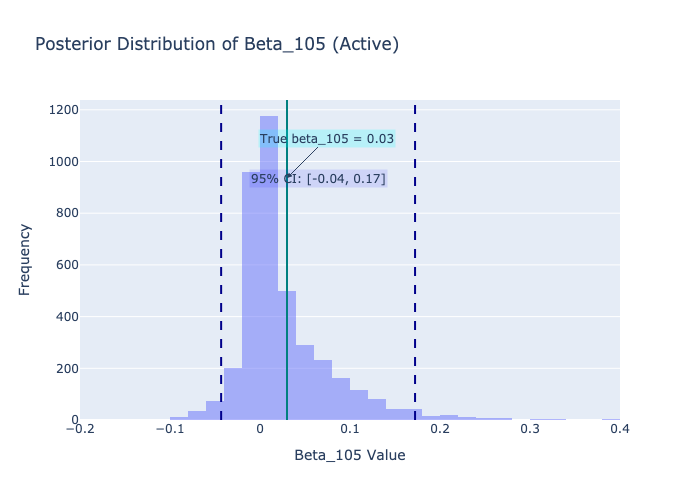 Posterior Distribution of Beta_105 (Active)
1200
1000
800
600
400
200
0
Frequency
True beta_105 = 0.03
95% CI: [-0.04, 0.17]
−0.2
−0.1
0
0.1
0.2
0.3
0.4
Beta_105 Value